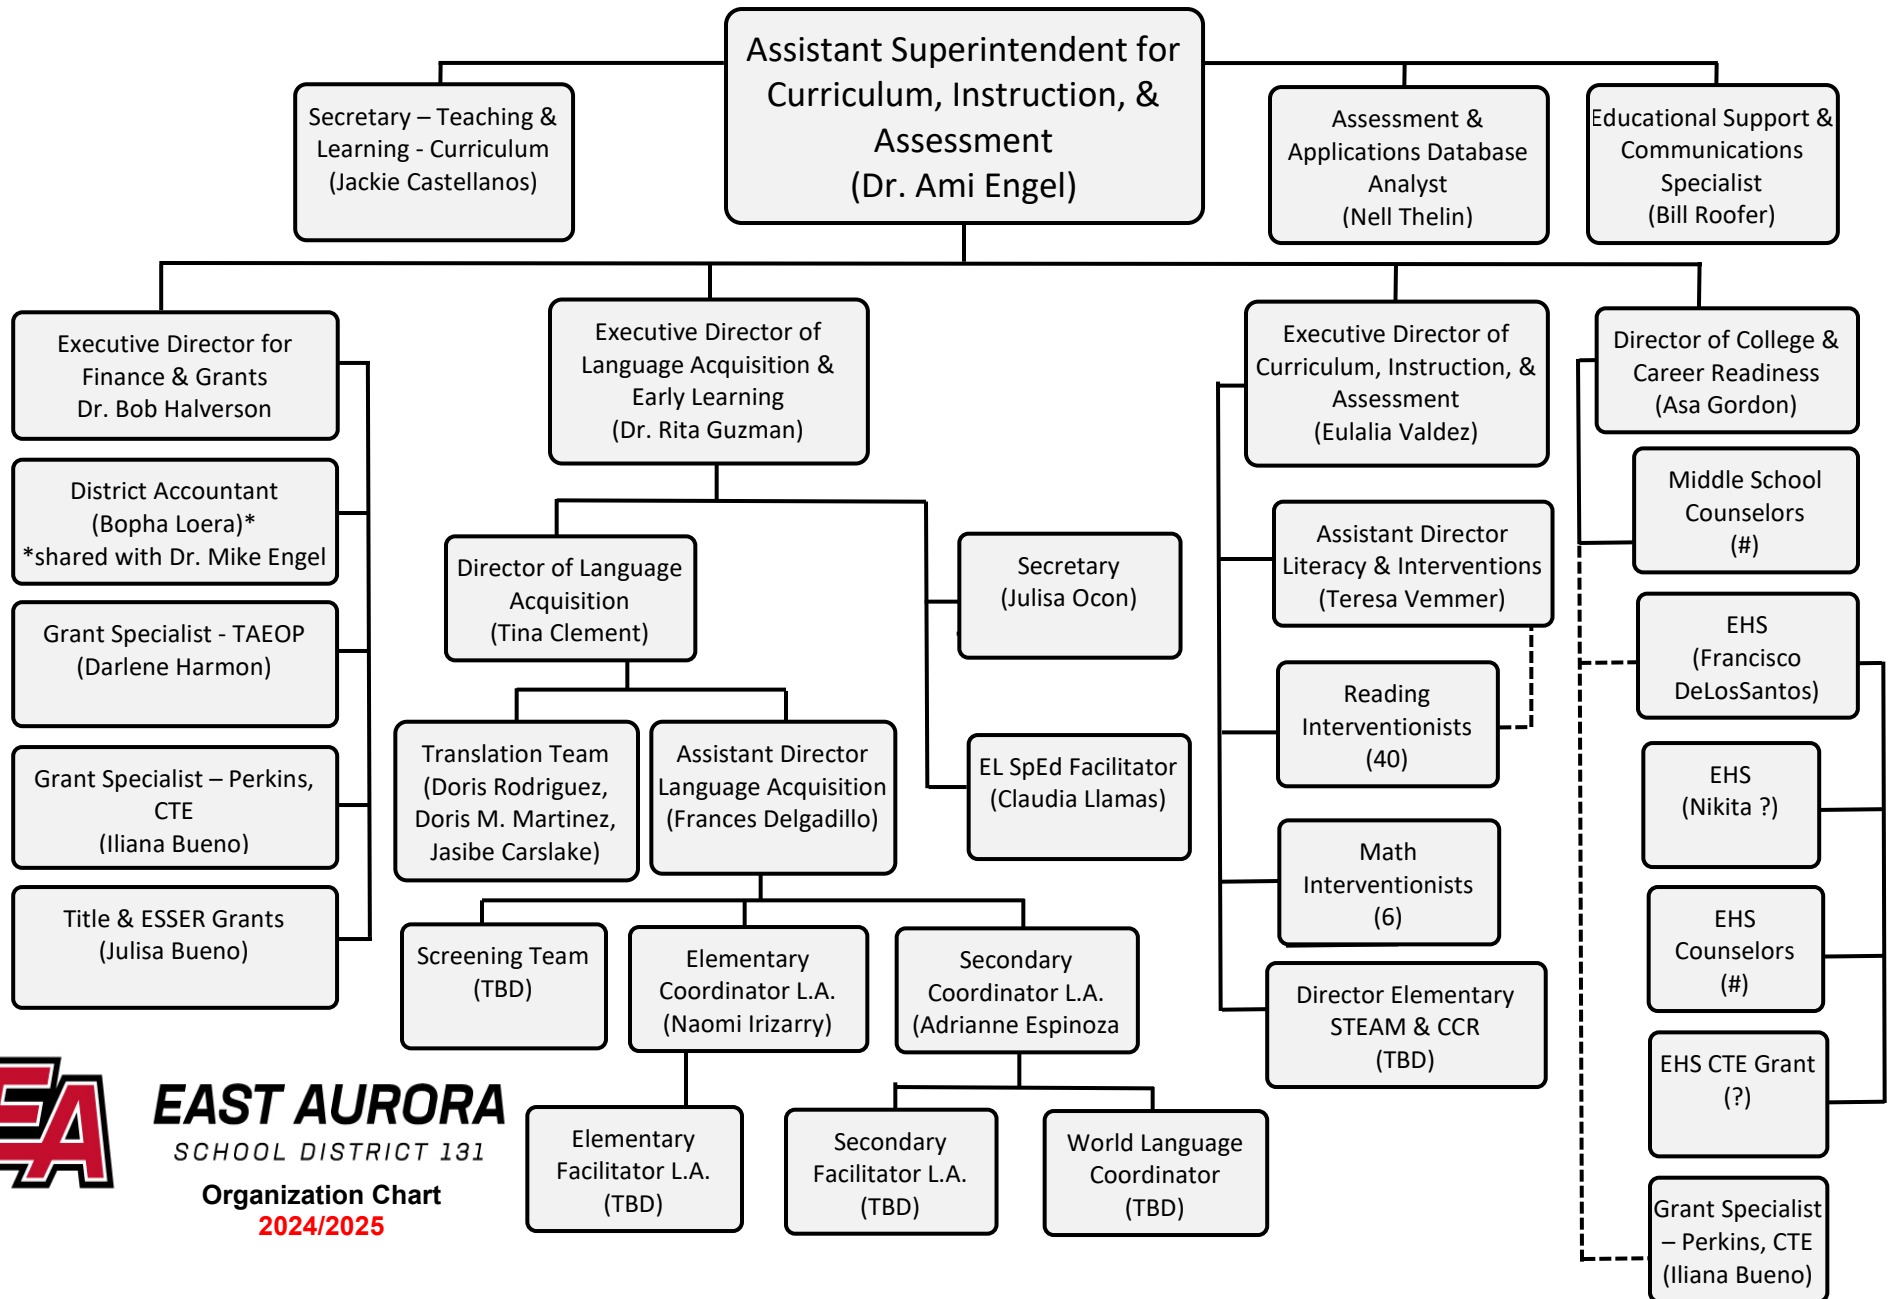 Assistant Superintendent for
Curriculum, Instruction, &
Assessment
(Dr. Ami Engel)
Secretary – Teaching &
Learning - Curriculum
(Jackie Castellanos)
Assessment &
Applications Database
Analyst
(Nell Thelin)
Educational Support &
Communications
Specialist
(Bill Roofer)
Executive Director for
Finance & Grants
Dr. Bob Halverson
District Accountant
(Bopha Loera)*
*shared with Dr. Mike Engel
Grant Specialist - TAEOP
(Darlene Harmon)
Grant Specialist – Perkins,
CTE
(Iliana Bueno)
Title & ESSER Grants
(Julisa Bueno)
Executive Director of
Language Acquisition &
Early Learning
(Dr. Rita Guzman)
Director of Language
Acquisition
(Tina Clement)
Secretary
(Julisa Ocon)
EL SpEd Facilitator
(Claudia Llamas)
Translation Team
(Doris Rodriguez,
Doris M. Martinez,
Jasibe Carslake)
Assistant Director
Language Acquisition
(Frances Delgadillo)
Screening Team
(TBD)
Elementary
Coordinator L.A.
(Naomi Irizarry)
Secondary
Coordinator L.A.
(Adrianne Espinoza
Elementary
Facilitator L.A.
(TBD)
Secondary
Facilitator L.A.
(TBD)
World Language
Coordinator
(TBD)
Executive Director of
Curriculum, Instruction, &
Assessment
(Eulalia Valdez)
Assistant Director
Literacy & Interventions
(Teresa Vemmer)
Reading
Interventionists
(40)
Math
Interventionists
(6)
Director Elementary
STEAM & CCR
(TBD)
Director of College &
Career Readiness
(Asa Gordon)
Middle School
Counselors
(#)
EHS
(Francisco
DeLosSantos)
EHS
(Nikita ?)
EHS
Counselors
(#)
EHS CTE Grant
(?)
Grant Specialist
– Perkins, CTE
(Iliana Bueno)
EA
EAST AURORA
SCHOOL DISTRICT 131
Organization Chart
2024/2025